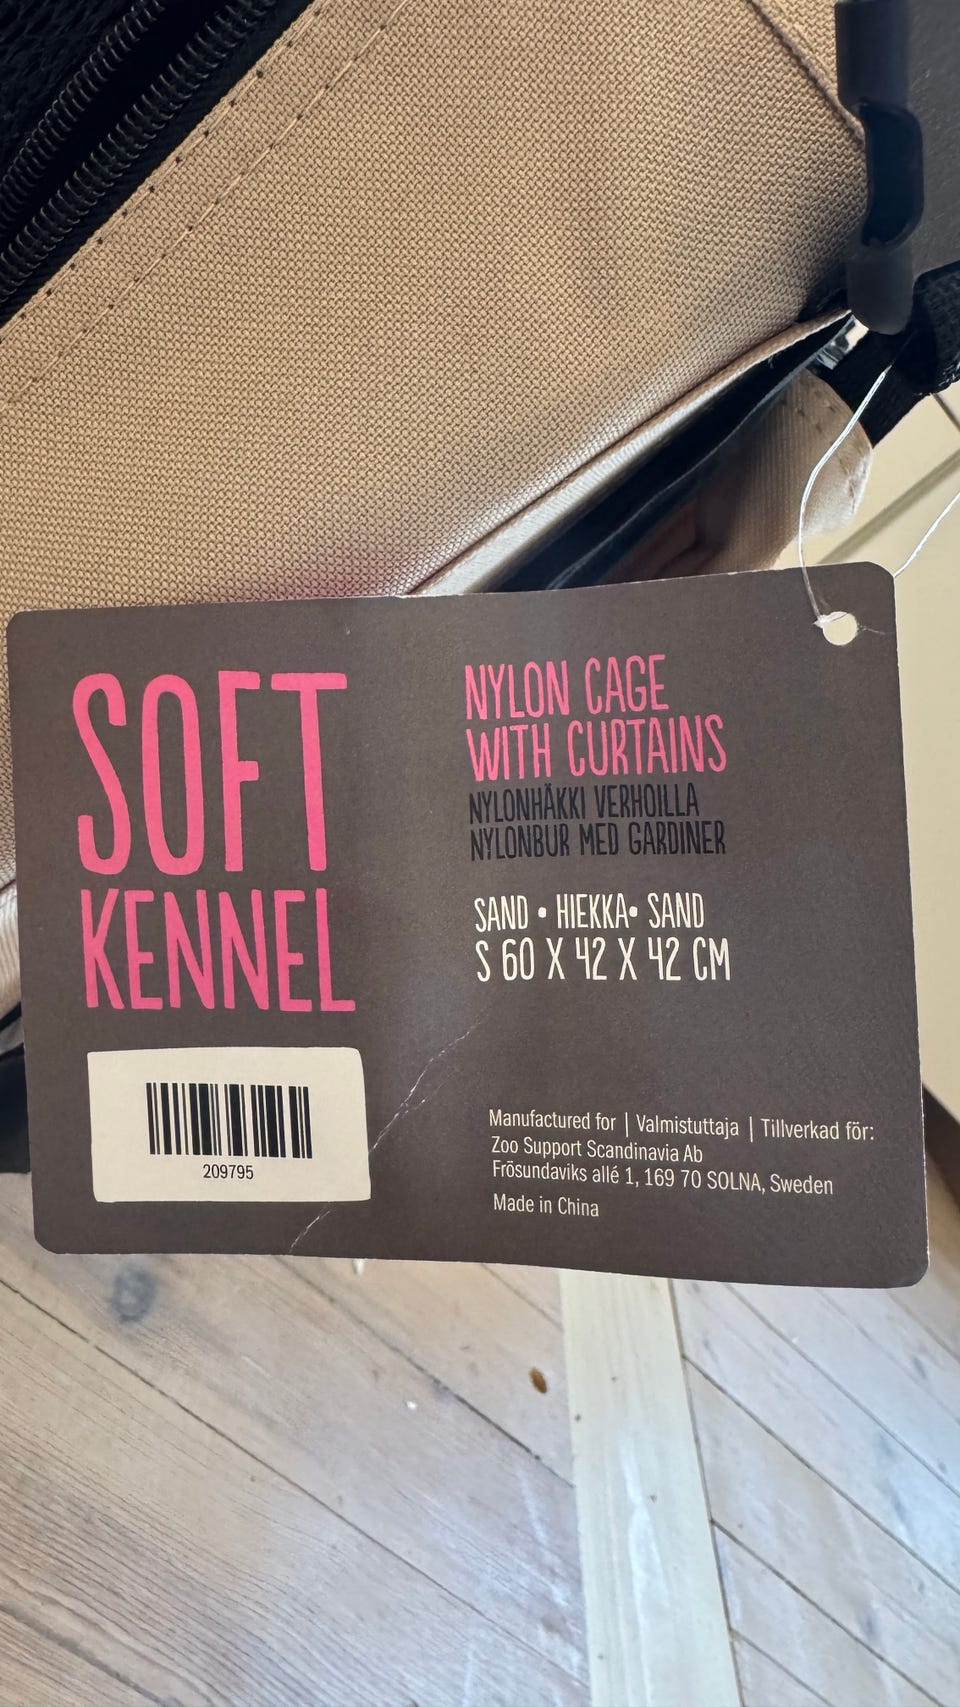 SOFT
KENNEL
NYLON CAGE
WITH CURTAINS
NYLONHÄKKI VERHOILLA
NYLONBUR MED GARDINER
SAND • HIEKKA• SAND
S 60 X 42 X 42 CM
209795
Manufactured for | Valmistuttaja | Tillverkad för:
Zoo Support Scandinavia Ab
Frösundaviks allé 1, 169 70 SOLNA, Sweden
Made in China